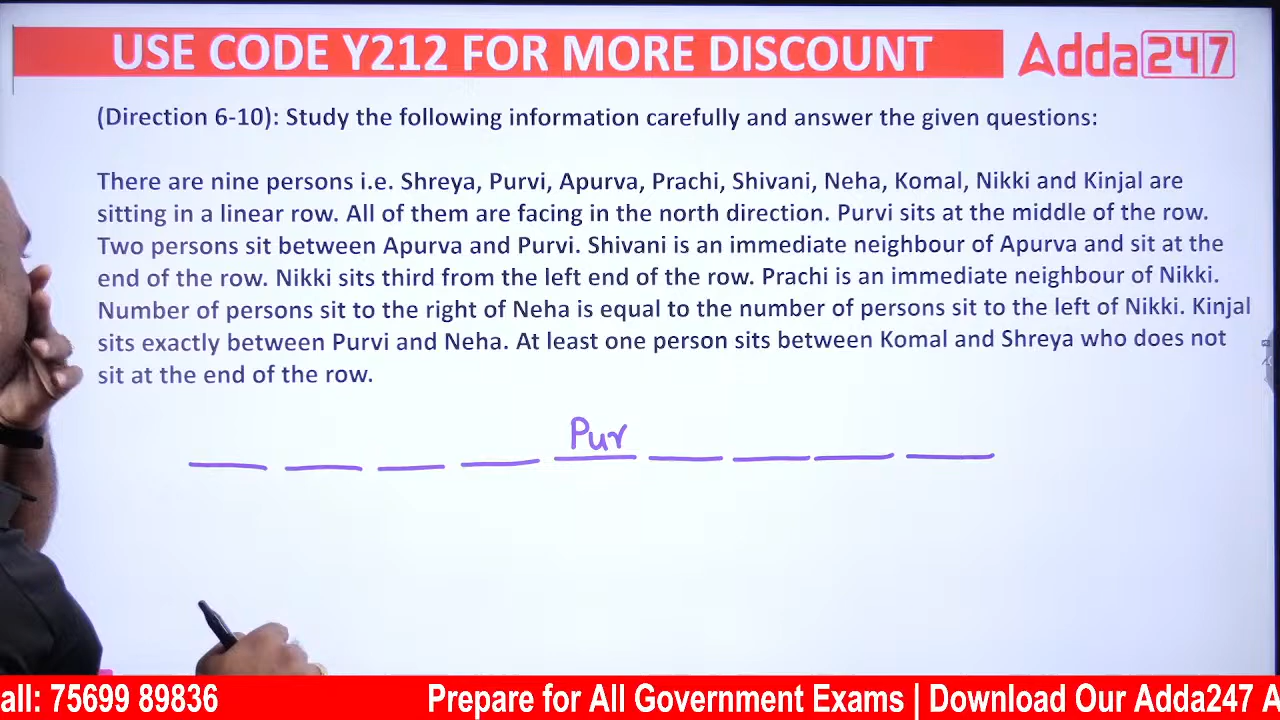 USE CODE Y212 FOR MORE DISCOUNT
Adda 247
(Direction 6-10): Study the following information carefully and answer the given questions:
There are nine persons i.e. Shreya, Purvi, Apurva, Prachi, Shivani, Neha, Komal, Nikki and Kinjal are
sitting in a linear row. All of them are facing in the north direction. Purvi sits at the middle of the row.
Two persons sit between Apurva and Purvi. Shivani is an immediate neighbour of Apurva and sit at the
end of the row. Nikki sits third from the left end of the row. Prachi is an immediate neighbour of Nikki.
Number of persons sit to the right of Neha is equal to the number of persons sit to the left of Nikki. Kinjal
sits exactly between Purvi and Neha. At least one person sits between Komal and Shreya who does not
sit at the end of the row.
Pur
all: 75699 89836 Prepare for All Government Exams | Download Our Adda247 A